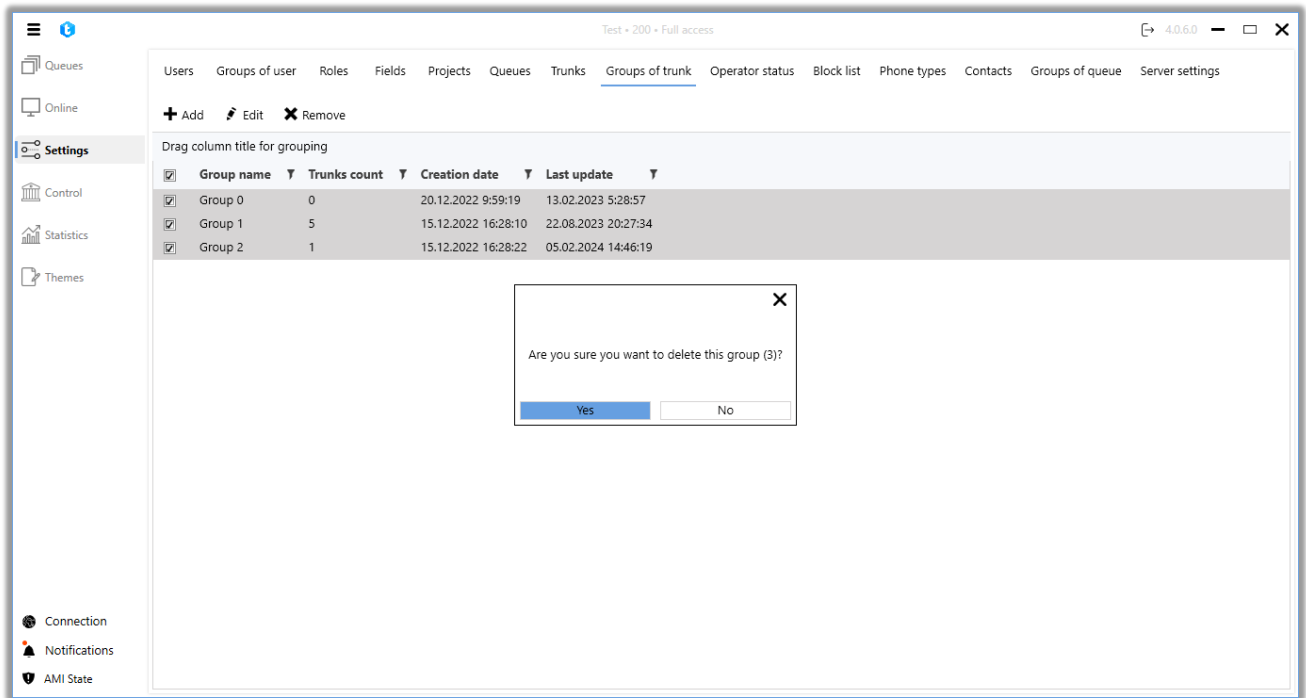 Test • 200 • Full access
4.0.6.0
Queues
Online
Settings
Control
Statistics
Themes
Connection
Notifications
AMI State
Users Groups of user Roles Fields Projects Queues Trunks Groups of trunk Operator status Block list Phone types Contacts Groups of queue Server settings
Add Edit Remove
Drag column title for grouping
Group name Trunks count Creation date Last update
Group 0 0 20.12.2022 9:59:19 13.02.2023 5:28:57
Group 1 5 15.12.2022 16:28:10 22.08.2023 20:27:34
Group 2 1 15.12.2022 16:28:22 05.02.2024 14:46:19
Are you sure you want to delete this group (3)?
Yes No